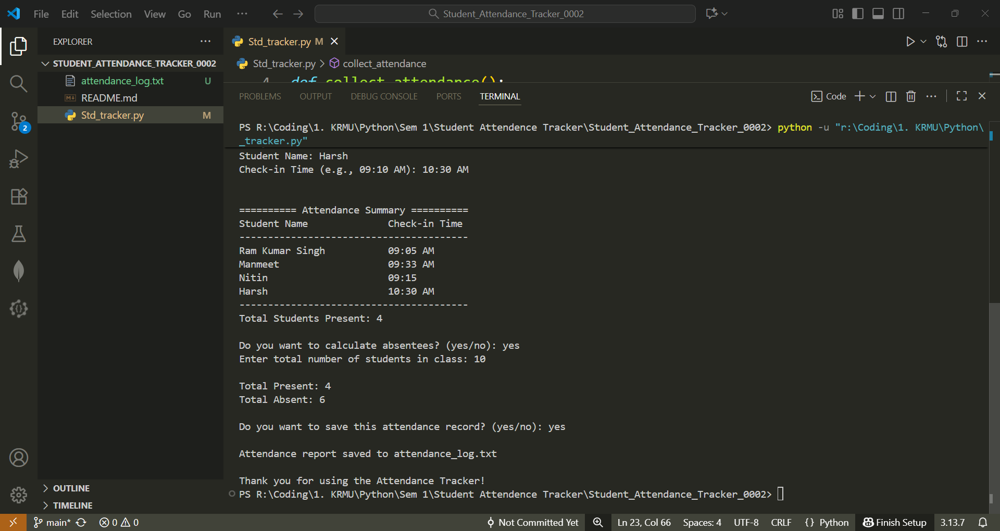 File Edit Selection View Go Run ··· Student_Attendance_Tracker_0002
EXPLORER ···
STUDENT_ATTENDANCE_TRACKER_0002
attendance_log.txt U
README.md
Std_tracker.py M
2
OUTLINE
TIMELINE
Std_tracker.py M
Std_tracker.py > collect_attendance
4 def collect_attendance():
PROBLEMS OUTPUT DEBUG CONSOLE PORTS TERMINAL Code
PS R:\Coding\1. KRMU\Python\Sem 1\Student Attendence Tracker\Student_Attendance_Tracker_0002> python -u "r:\Coding\1. KRMU\Python\
_tracker.py"
Student Name: Harsh
Check-in Time (e.g., 09:10 AM): 10:30 AM
========== Attendance Summary ==========
Student Name Check-in Time
----------------------------------------
Ram Kumar Singh 09:05 AM
Manmeet 09:33 AM
Nitin 09:15
Harsh 10:30 AM
----------------------------------------
Total Students Present: 4
Do you want to calculate absentees? (yes/no): yes
Enter total number of students in class: 10
Total Present: 4
Total Absent: 6
Do you want to save this attendance record? (yes/no): yes
Attendance report saved to attendance_log.txt
Thank you for using the Attendance Tracker!
PS R:\Coding\1. KRMU\Python\Sem 1\Student Attendence Tracker\Student_Attendance_Tracker_0002>
main* 0 0 Not Committed Yet Ln 23, Col 66 Spaces: 4 UTF-8 CRLF {} Python Finish Setup 3.13.7